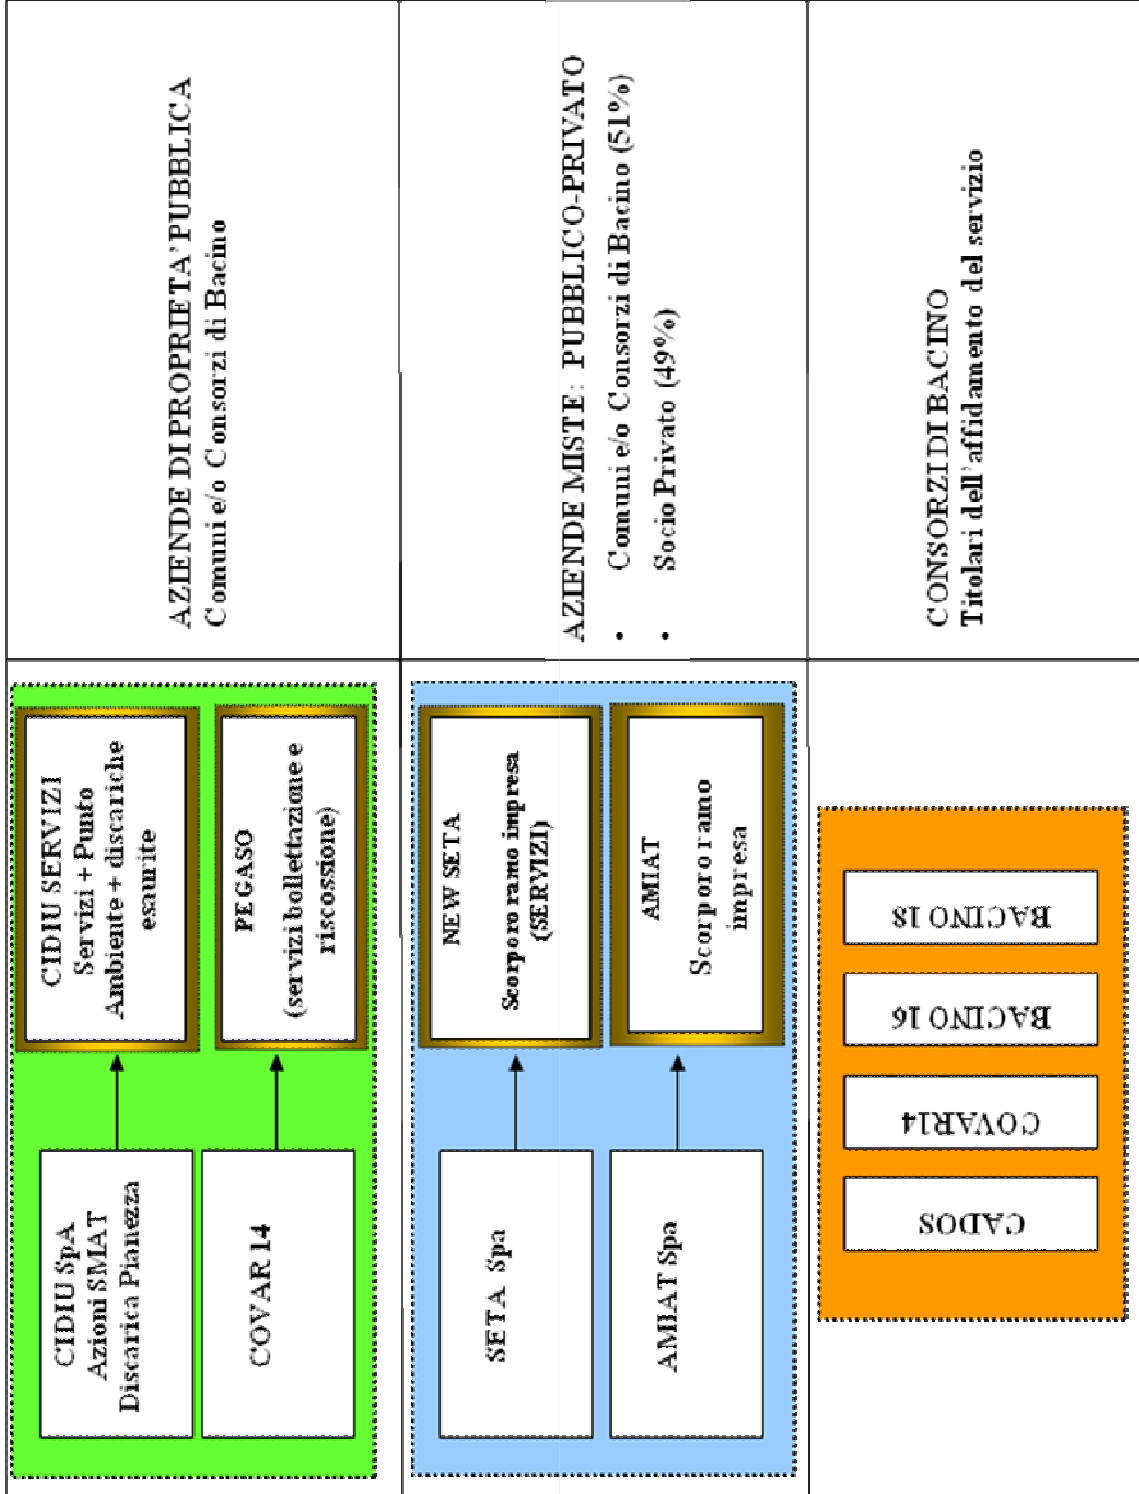 CIDIU SpA
Azioni SMAT
Discarica Pianezza
CIDIU SERVIZI
Servizi + Punto
Ambiente + discariche
esaurite
COVAR 14
PEGASO
(servizi bollettazione e
riscossione)
AZIENDE DI PROPRIETA' PUBBLICA
Comuni e/o Consorzi di Bacino
SETA Spa
NEW SETA
Scorporo ramo impresa
(SERVIZI)
AMIAT Spa
AMIAT
Scorporo ramo
impresa
AZIENDE MISTE: PUBBLICO-PRIVATO
• Comuni e/o Consorzi di Bacino (51%)
• Socio Privato (49%)
CADOS
COVAR14
BACINO 16
BACINO 18
CONSORZI DI BACINO
Titolari dell'affidamento del servizio